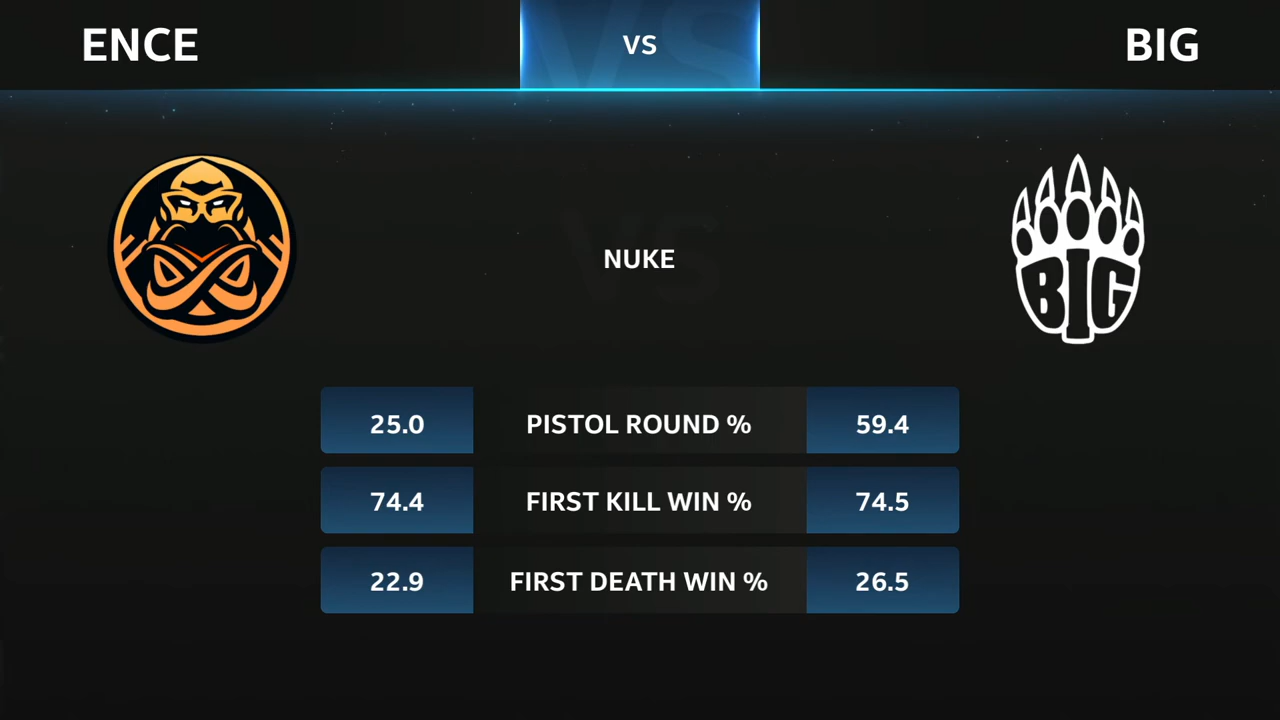 ENCE VS BIG
NUKE
BIG
25.0 PISTOL ROUND % 59.4
74.4 FIRST KILL WIN % 74.5
22.9 FIRST DEATH WIN % 26.5